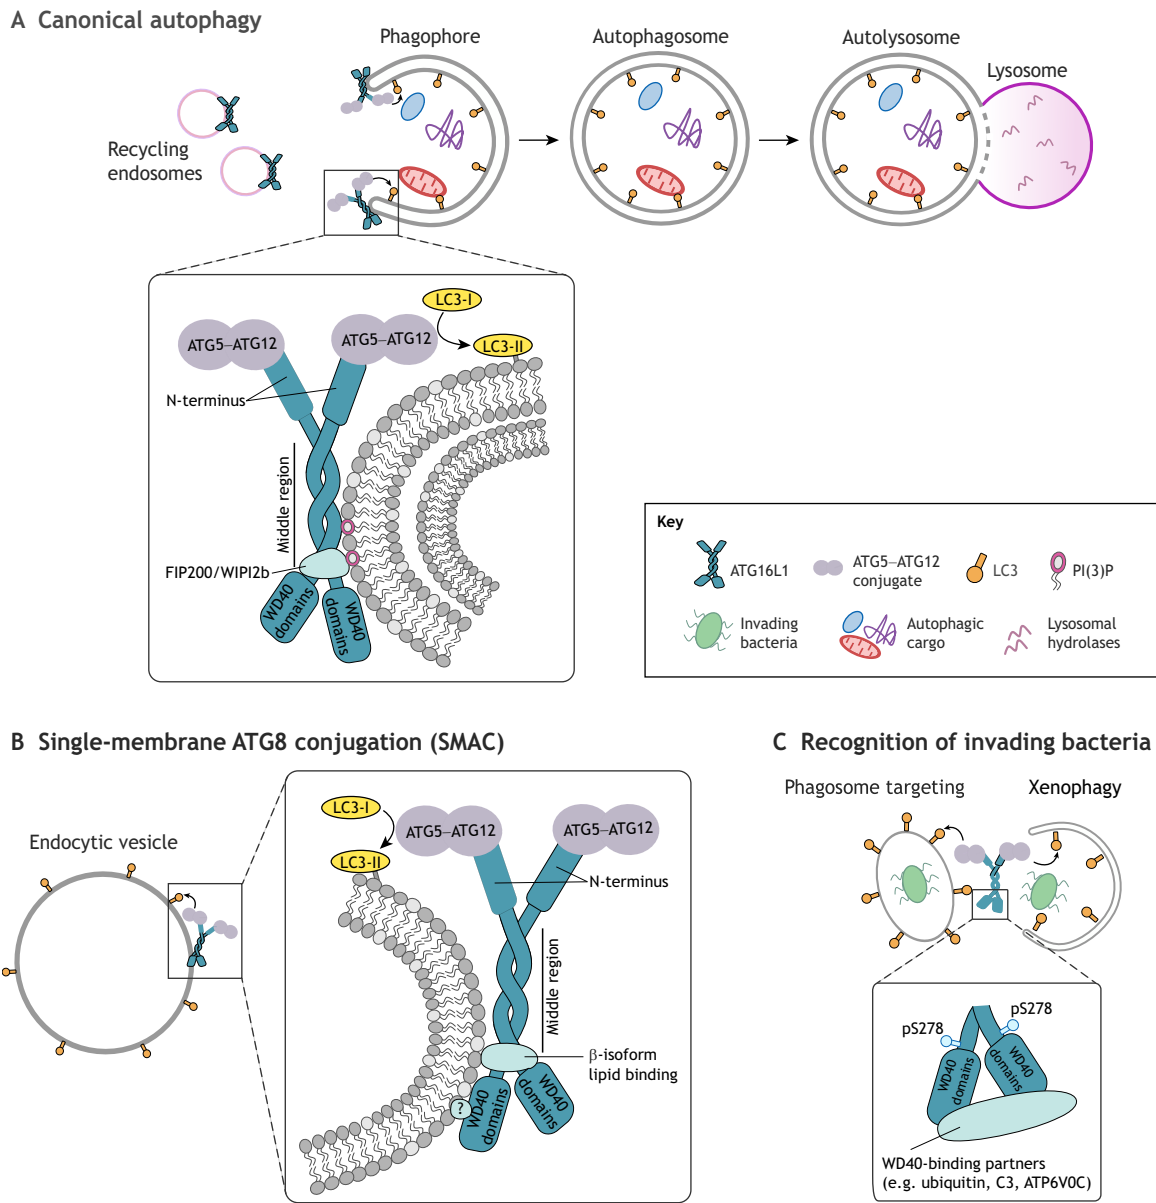 A Canonical autophagy
Phagophore
Autophagosome
Autolysosome
Lysosome
Recycling
endosomes
LC3-I
ATG5–ATG12
ATG5–ATG12
LC3-II
N-terminus
Middle region
FIP200/WIPI2b
WD40
domains
WD40
domains
Key
ATG16L1
ATG5–ATG12
conjugate
LC3
PI(3)P
Invading
bacteria
Autophagic
cargo
Lysosomal
hydrolases
B Single-membrane ATG8 conjugation (SMAC)
Endocytic vesicle
LC3-I
ATG5–ATG12
ATG5–ATG12
LC3-II
N-terminus
Middle region
β-isoform
lipid binding
?
WD40
domains
WD40
domains
C Recognition of invading bacteria
Phagosome targeting
Xenophagy
pS278
pS278
WD40
domains
WD40
domains
WD40-binding partners
(e.g. ubiquitin, C3, ATP6V0C)